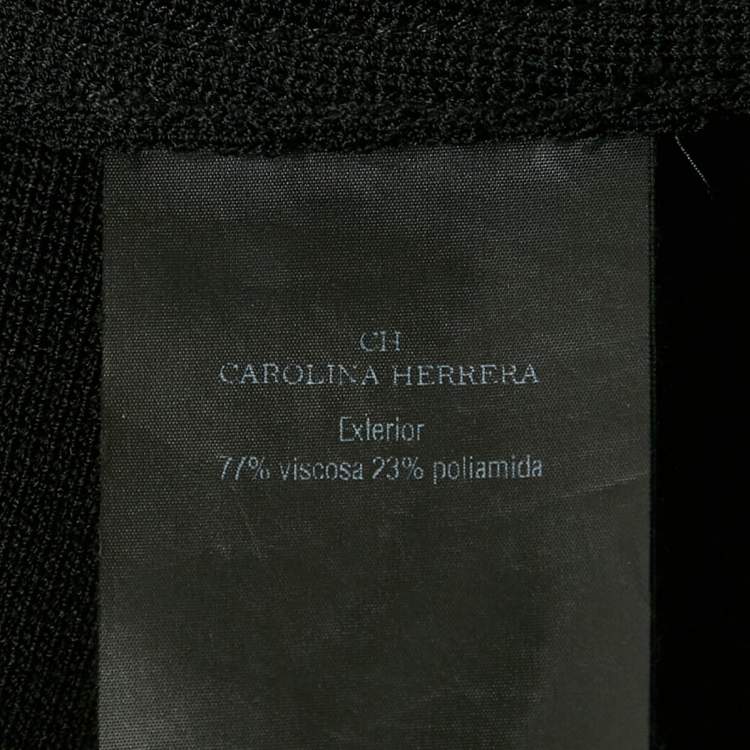 CH
CAROLINA HERRERA
Exterior
77% viscosa 23% poliamida